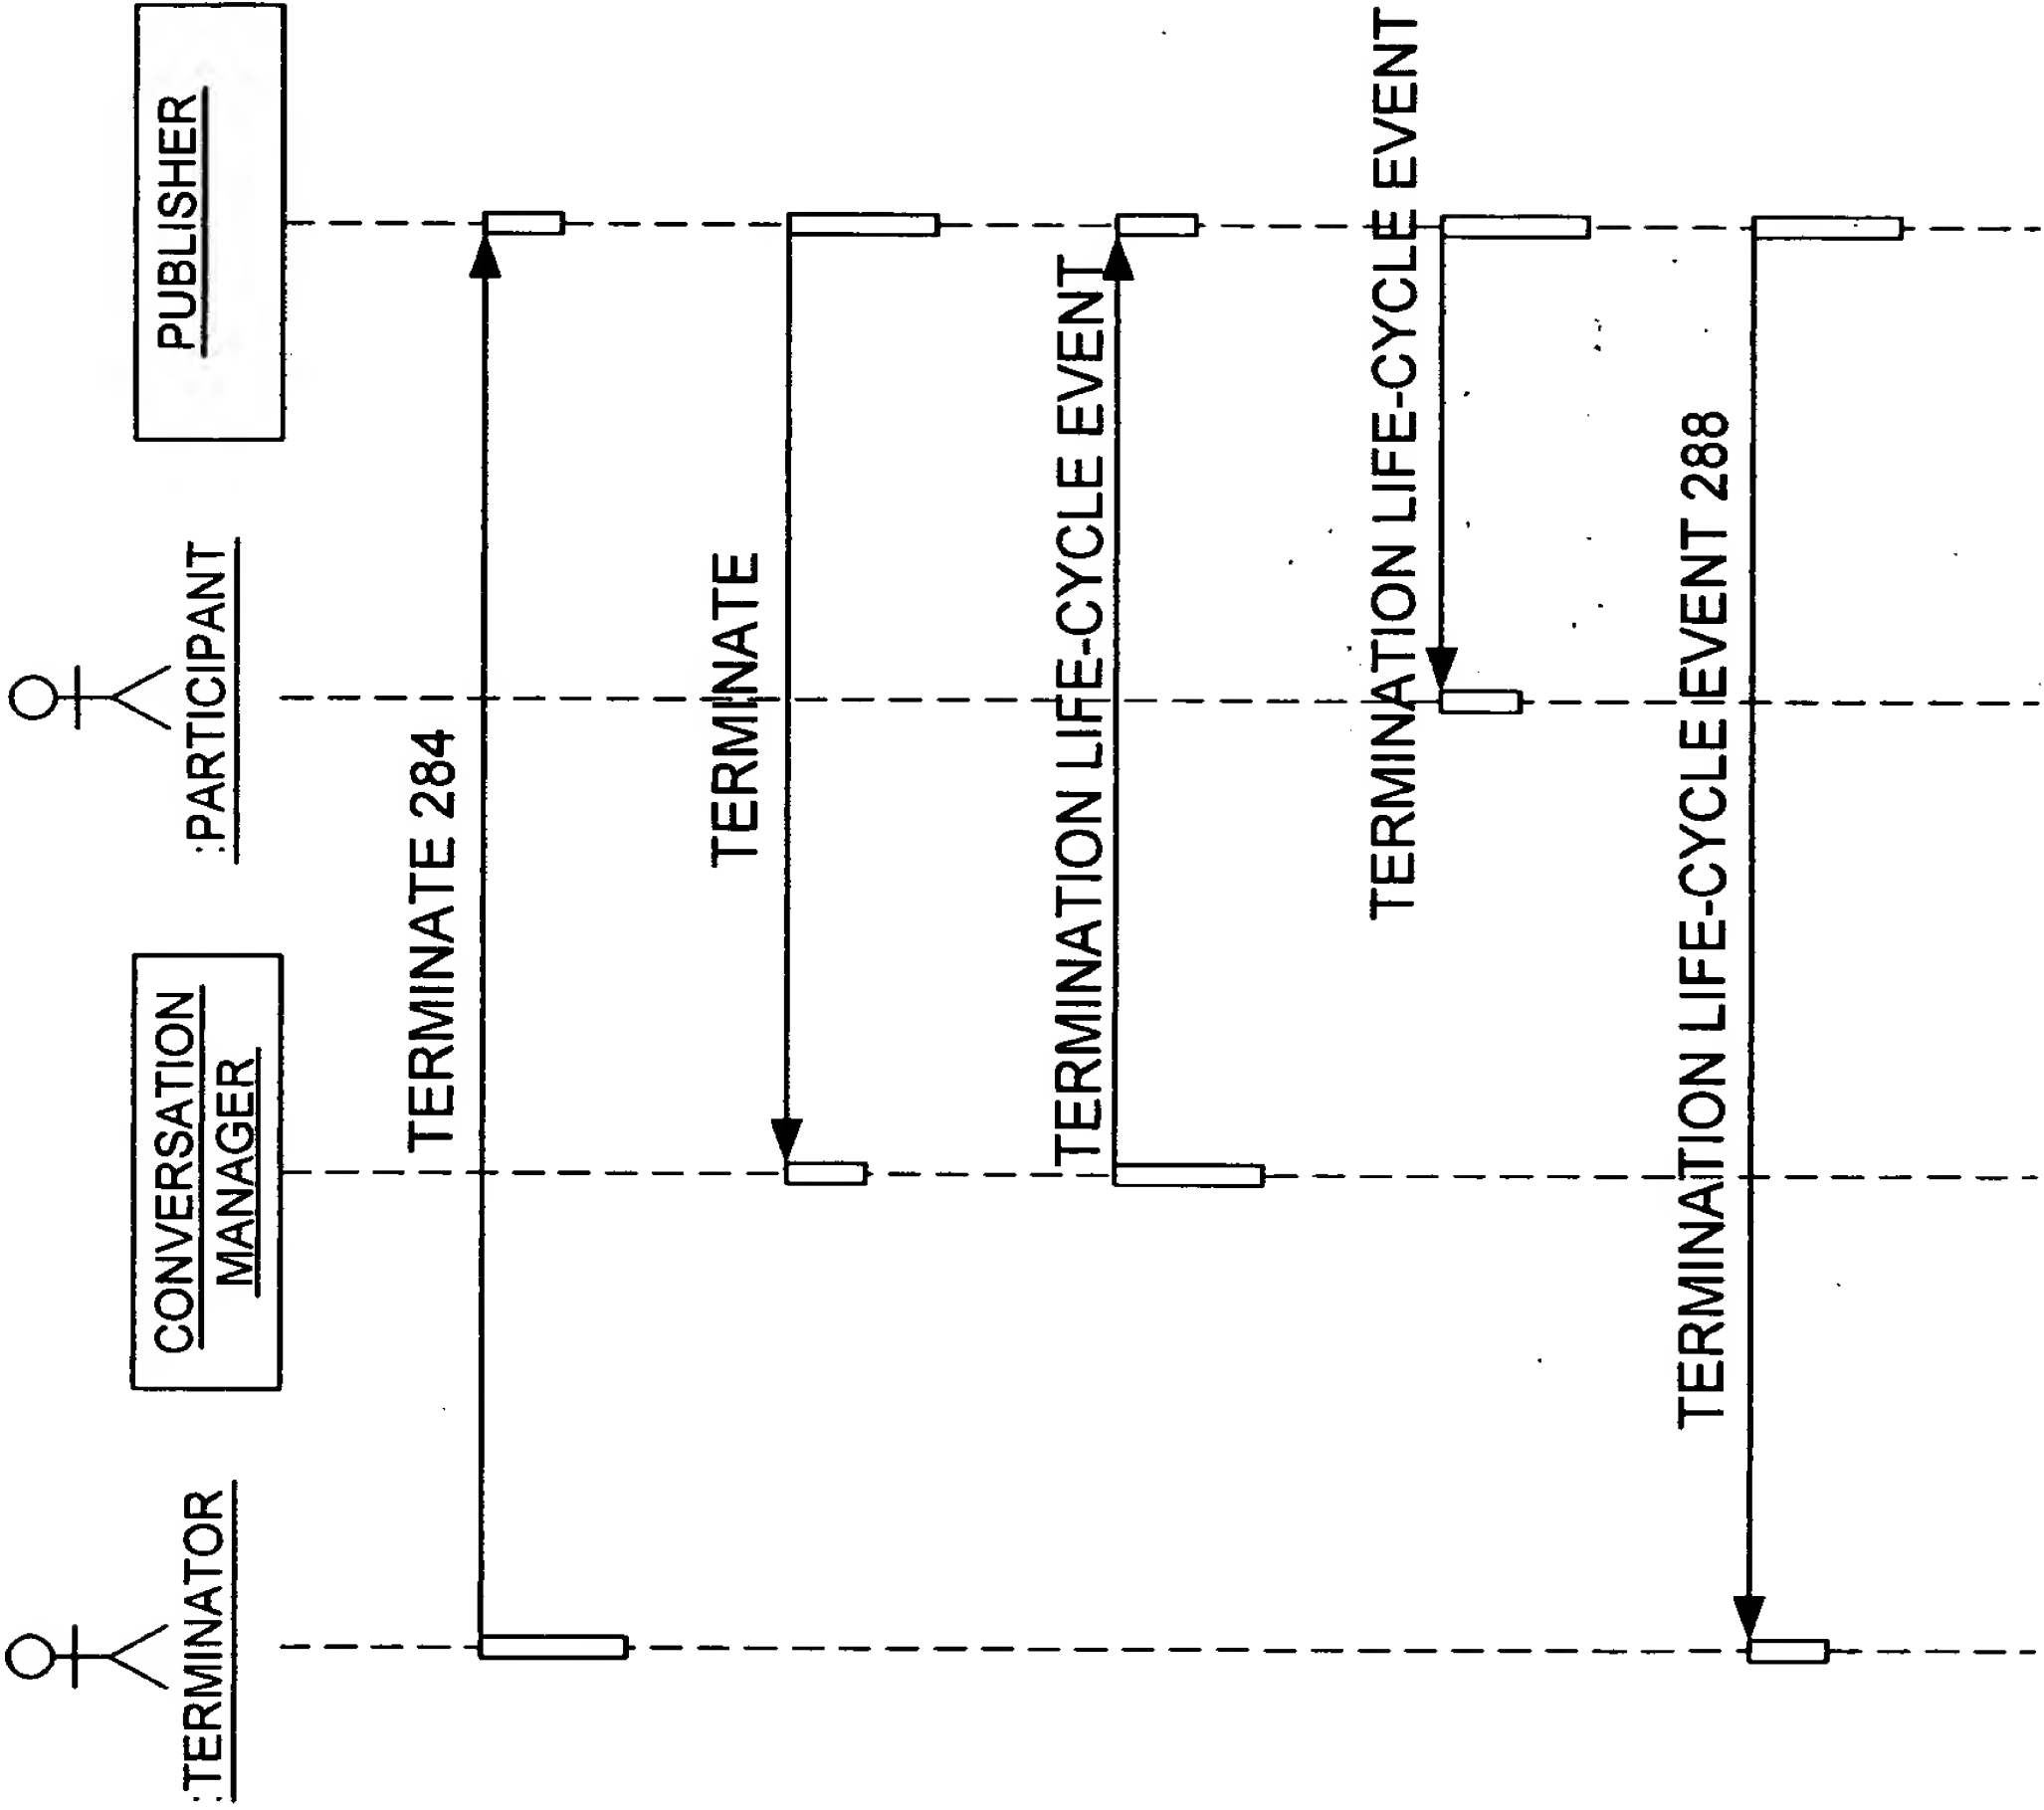 :TERMINATOR
CONVERSATION
MANAGER
:PARTICIPANT
PUBLISHER
TERMINATE 284
TERMINATE
TERMINATION LIFE-CYCLE EVENT
TERMINATION LIFE-CYCLE EVENT
TERMINATION LIFE-CYCLE EVENT 288